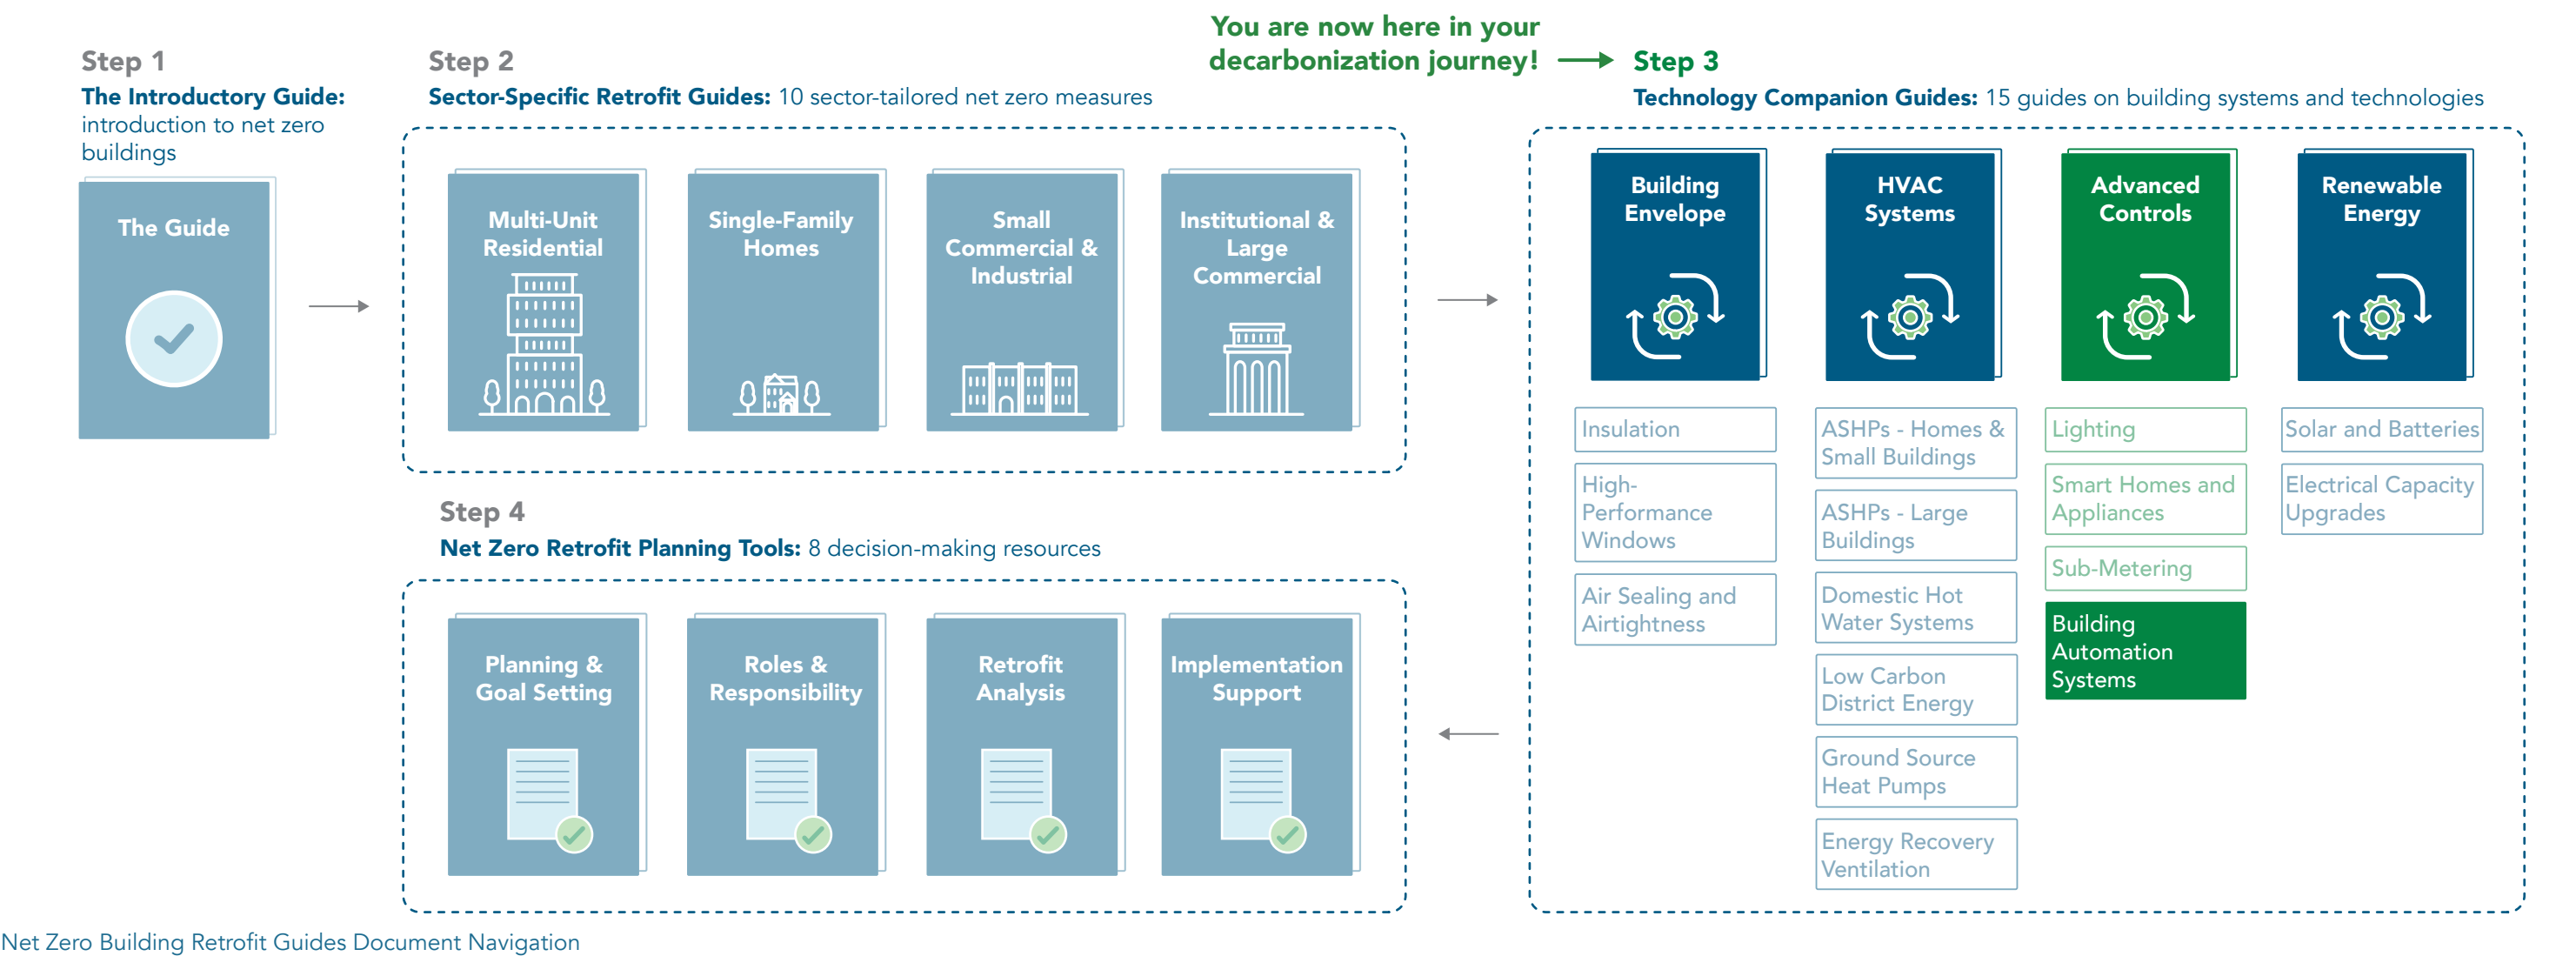 You are now here in your
decarbonization journey!
Step 1
The Introductory Guide:
introduction to net zero
buildings
The Guide
Step 2
Sector-Specific Retrofit Guides: 10 sector-tailored net zero measures
Multi-Unit
Residential
Single-Family
Homes
Small
Commercial &
Industrial
Institutional &
Large
Commercial
Step 3
Technology Companion Guides: 15 guides on building systems and technologies
Building
Envelope
Insulation
High-
Performance
Windows
Air Sealing and
Airtightness
HVAC
Systems
ASHPs - Homes &
Small Buildings
ASHPs - Large
Buildings
Domestic Hot
Water Systems
Low Carbon
District Energy
Ground Source
Heat Pumps
Energy Recovery
Ventilation
Advanced
Controls
Lighting
Smart Homes and
Appliances
Sub-Metering
Building
Automation
Systems
Renewable
Energy
Solar and Batteries
Electrical Capacity
Upgrades
Step 4
Net Zero Retrofit Planning Tools: 8 decision-making resources
Planning &
Goal Setting
Roles &
Responsibility
Retrofit
Analysis
Implementation
Support
Net Zero Building Retrofit Guides Document Navigation